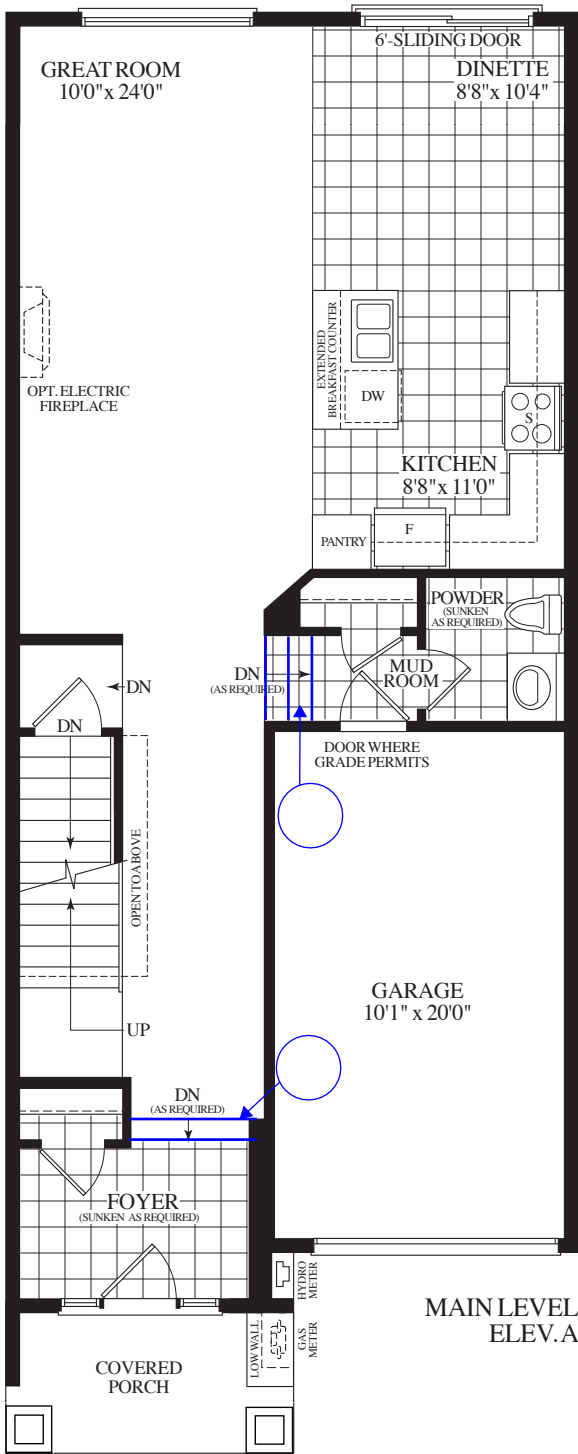 6'-SLIDING DOOR
GREAT ROOM
10'0" x 24'0"
DINETTE
8'8" x 10'4"
EXTENDED
BREAKFAST COUNTER
DW
S
OPT. ELECTRIC
FIREPLACE
KITCHEN
8'8" x 11'0"
PANTRY
F
POWDER
(SUNKEN
AS REQUIRED)
DN
(AS REQUIRED)
MUD
ROOM
DN
DN
DOOR WHERE
GRADE PERMITS
OPEN TO ABOVE
GARAGE
10'1" x 20'0"
UP
DN
(AS REQUIRED)
FOYER
(SUNKEN AS REQUIRED)
HYDRO
METER
MAIN LEVEL
ELEV. A
LOW WALL
GAS
METER
COVERED
PORCH